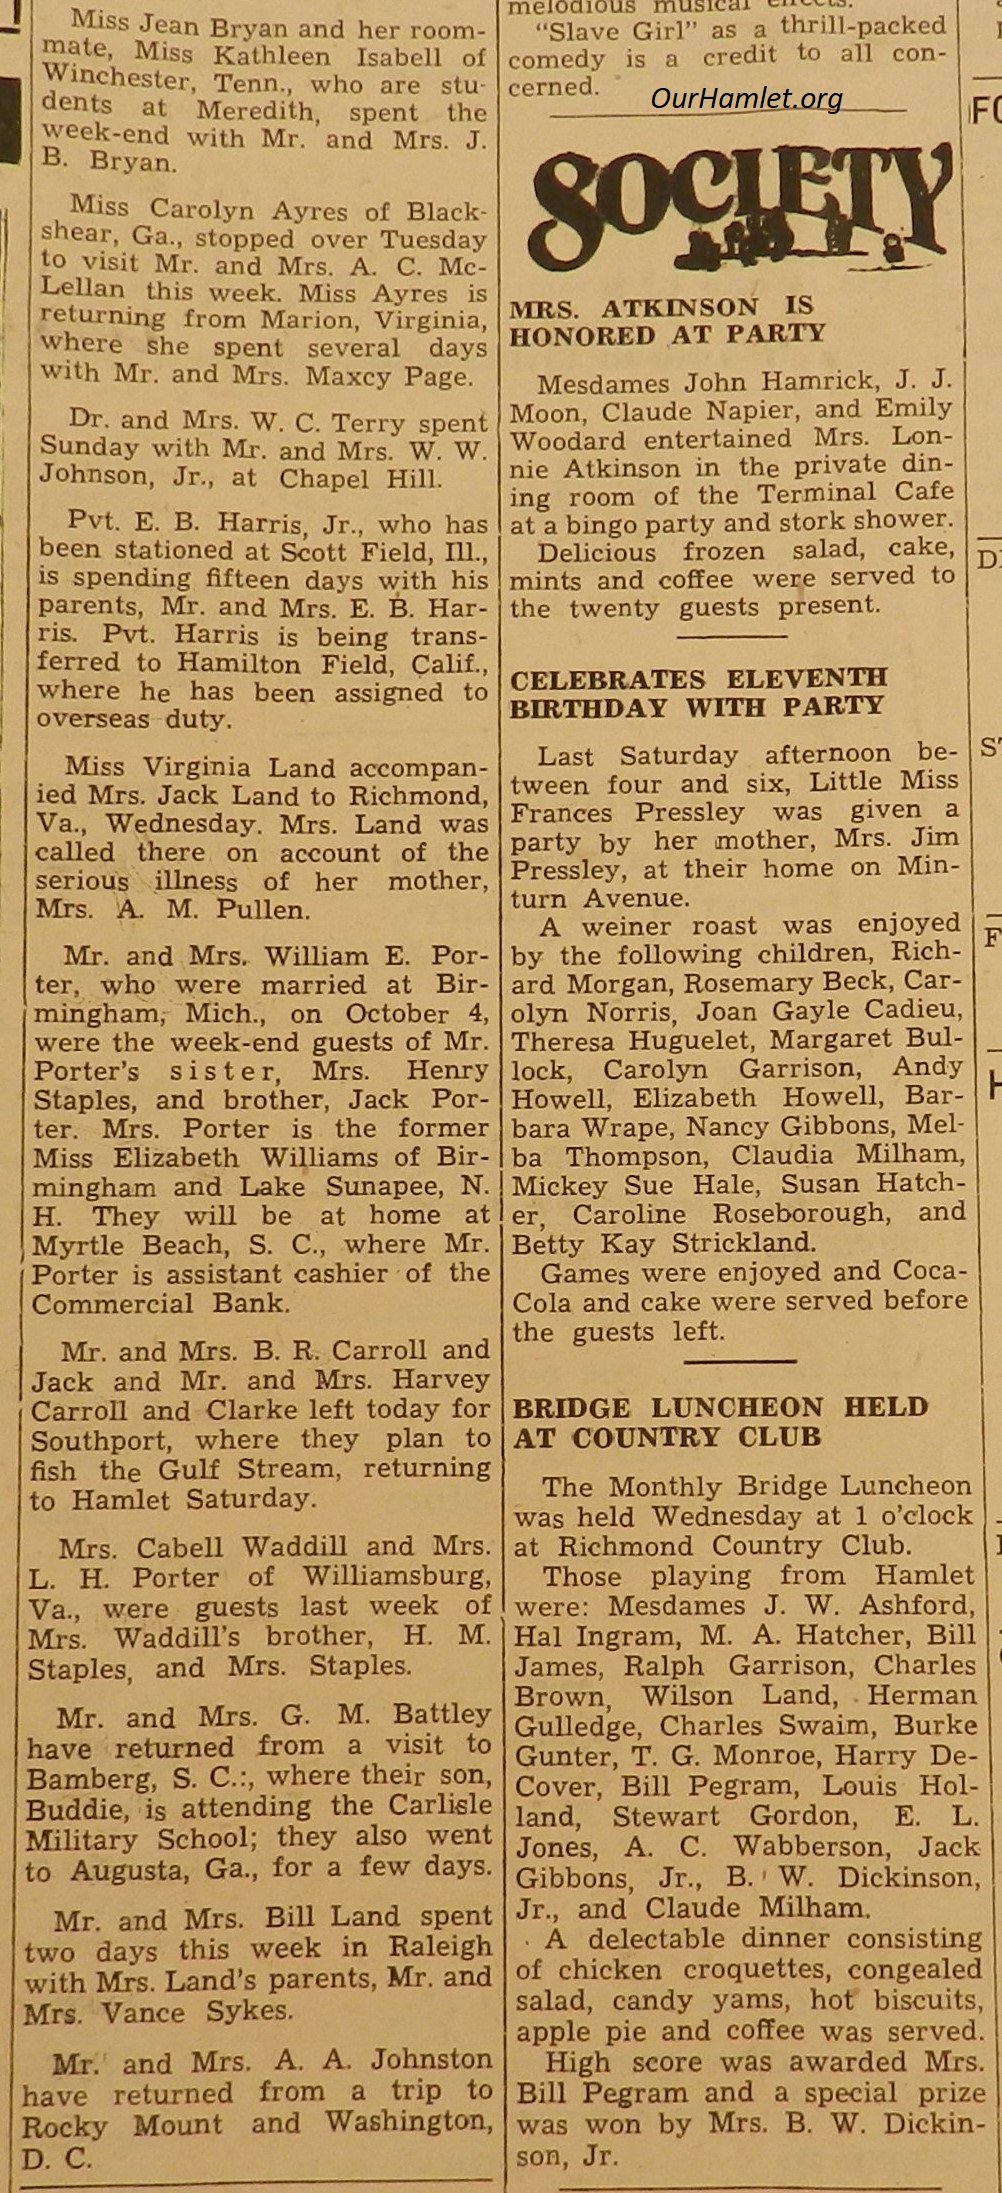 Miss Jean Bryan and her room-
mate, Miss Kathleen Isabell of
Winchester, Tenn., who are stu-
dents at Meredith, spent the
week-end with Mr. and Mrs. J.
B. Bryan.
Miss Carolyn Ayres of Black-
shear, Ga., stopped over Tuesday
to visit Mr. and Mrs. A. C. Mc-
Lellan this week. Miss Ayres is
returning from Marion, Virginia,
where she spent several days
with Mr. and Mrs. Maxcy Page.
Dr. and Mrs. W. C. Terry spent
Sunday with Mr. and Mrs. W. W.
Johnson, Jr., at Chapel Hill.
Pvt. E. B. Harris, Jr., who has
been stationed at Scott Field, Ill.,
is spending fifteen days with his
parents, Mr. and Mrs. E. B. Har-
ris. Pvt. Harris is being trans-
ferred to Hamilton Field, Calif.,
where he has been assigned to
overseas duty.
Miss Virginia Land accompan-
ied Mrs. Jack Land to Richmond,
Va., Wednesday. Mrs. Land was
called there on account of the
serious illness of her mother,
Mrs. A. M. Pullen.
Mr. and Mrs. William E. Por-
ter, who were married at Bir-
mingham, Mich., on October 4,
were the week-end guests of Mr.
Porter's sister, Mrs. Henry
Staples, and brother, Jack Por-
ter. Mrs. Porter is the former
Miss Elizabeth Williams of Bir-
mingham and Lake Sunapee, N.
H. They will be at home at
Myrtle Beach, S. C., where Mr.
Porter is assistant cashier of the
Commercial Bank.
Mr. and Mrs. B. R. Carroll and
Jack and Mr. and Mrs. Harvey
Carroll and Clarke left today for
Southport, where they plan to
fish the Gulf Stream, returning
to Hamlet Saturday.
Mrs. Cabell Waddill and Mrs.
L. H. Porter of Williamsburg,
Va., were guests last week of
Mrs. Waddill's brother, H. M.
Staples, and Mrs. Staples.
Mr. and Mrs. G. M. Battley
have returned from a visit to
Bamberg, S. C.:, where their son,
Buddie, is attending the Carlisle
Military School; they also went
to Augusta, Ga., for a few days.
Mr. and Mrs. Bill Land spent
two days this week in Raleigh
with Mrs. Land's parents, Mr. and
Mrs. Vance Sykes.
Mr. and Mrs. A. A. Johnston
have returned from a trip to
Rocky Mount and Washington,
D. C.
melodious musical effects.
"Slave Girl" as a thrill-packed
comedy is a credit to all con-
cerned.
OurHamlet.org
SOCIETY
MRS. ATKINSON IS
HONORED AT PARTY
Mesdames John Hamrick, J. J.
Moon, Claude Napier, and Emily
Woodard entertained Mrs. Lon-
nie Atkinson in the private din-
ing room of the Terminal Cafe
at a bingo party and stork shower.
Delicious frozen salad, cake,
mints and coffee were served to
the twenty guests present.
CELEBRATES ELEVENTH
BIRTHDAY WITH PARTY
Last Saturday afternoon be-
tween four and six, Little Miss
Frances Pressley was given a
party by her mother, Mrs. Jim
Pressley, at their home on Min-
turn Avenue.
A weiner roast was enjoyed
by the following children, Rich-
ard Morgan, Rosemary Beck, Car-
olyn Norris, Joan Gayle Cadieu,
Theresa Huguelet, Margaret Bul-
lock, Carolyn Garrison, Andy
Howell, Elizabeth Howell, Bar-
bara Wrape, Nancy Gibbons, Mel-
ba Thompson, Claudia Milham,
Mickey Sue Hale, Susan Hatch-
er, Caroline Roseborough, and
Betty Kay Strickland.
Games were enjoyed and Coca-
Cola and cake were served before
the guests left.
BRIDGE LUNCHEON HELD
AT COUNTRY CLUB
The Monthly Bridge Luncheon
was held Wednesday at 1 o'clock
at Richmond Country Club.
Those playing from Hamlet
were: Mesdames J. W. Ashford,
Hal Ingram, M. A. Hatcher, Bill
James, Ralph Garrison, Charles
Brown, Wilson Land, Herman
Gulledge, Charles Swaim, Burke
Gunter, T. G. Monroe, Harry De-
Cover, Bill Pegram, Louis Hol-
land, Stewart Gordon, E. L.
Jones, A. C. Wabberson, Jack
Gibbons, Jr., B. W. Dickinson,
Jr., and Claude Milham.
A delectable dinner consisting
of chicken croquettes, congealed
salad, candy yams, hot biscuits,
apple pie and coffee was served.
High score was awarded Mrs.
Bill Pegram and a special prize
was won by Mrs. B. W. Dickin-
son, Jr.